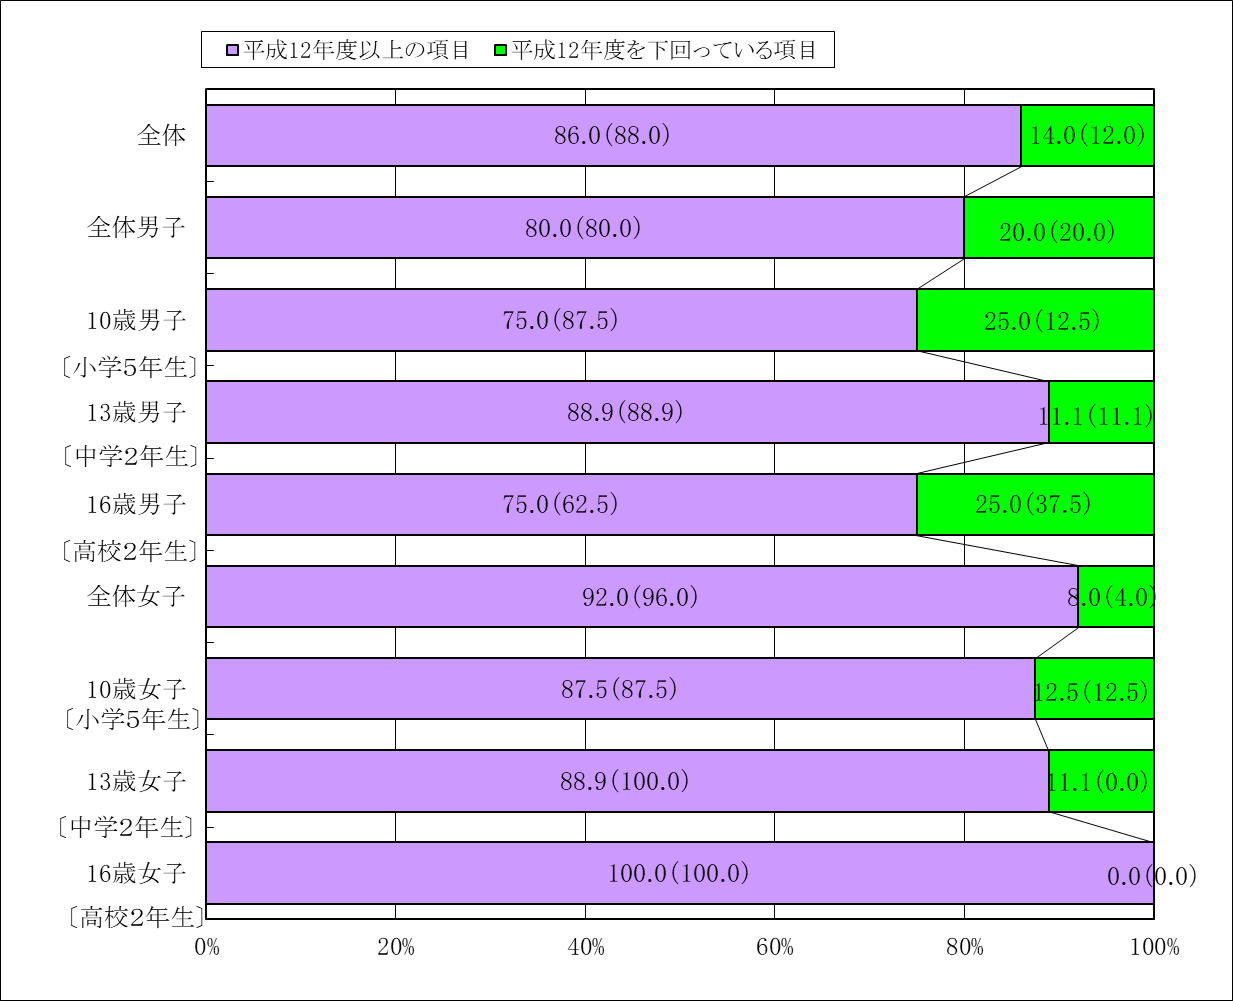 平成12年度以上の項目 平成12年度を下回っている項目
全体 86.0(88.0) 14.0(12.0)
全体男子 80.0(80.0) 20.0(20.0)
10歳男子 75.0(87.5) 25.0(12.5)
〔小学5年生〕
13歳男子 88.9(88.9) 11.1(11.1)
〔中学2年生〕
16歳男子 75.0(62.5) 25.0(37.5)
〔高校2年生〕
全体女子 92.0(96.0) 8.0(4.0)
10歳女子 87.5(87.5) 12.5(12.5)
〔小学5年生〕
13歳女子 88.9(100.0) 11.1(0.0)
〔中学2年生〕
16歳女子 100.0(100.0) 0.0(0.0)
〔高校2年生〕
0% 20% 40% 60% 80% 100%